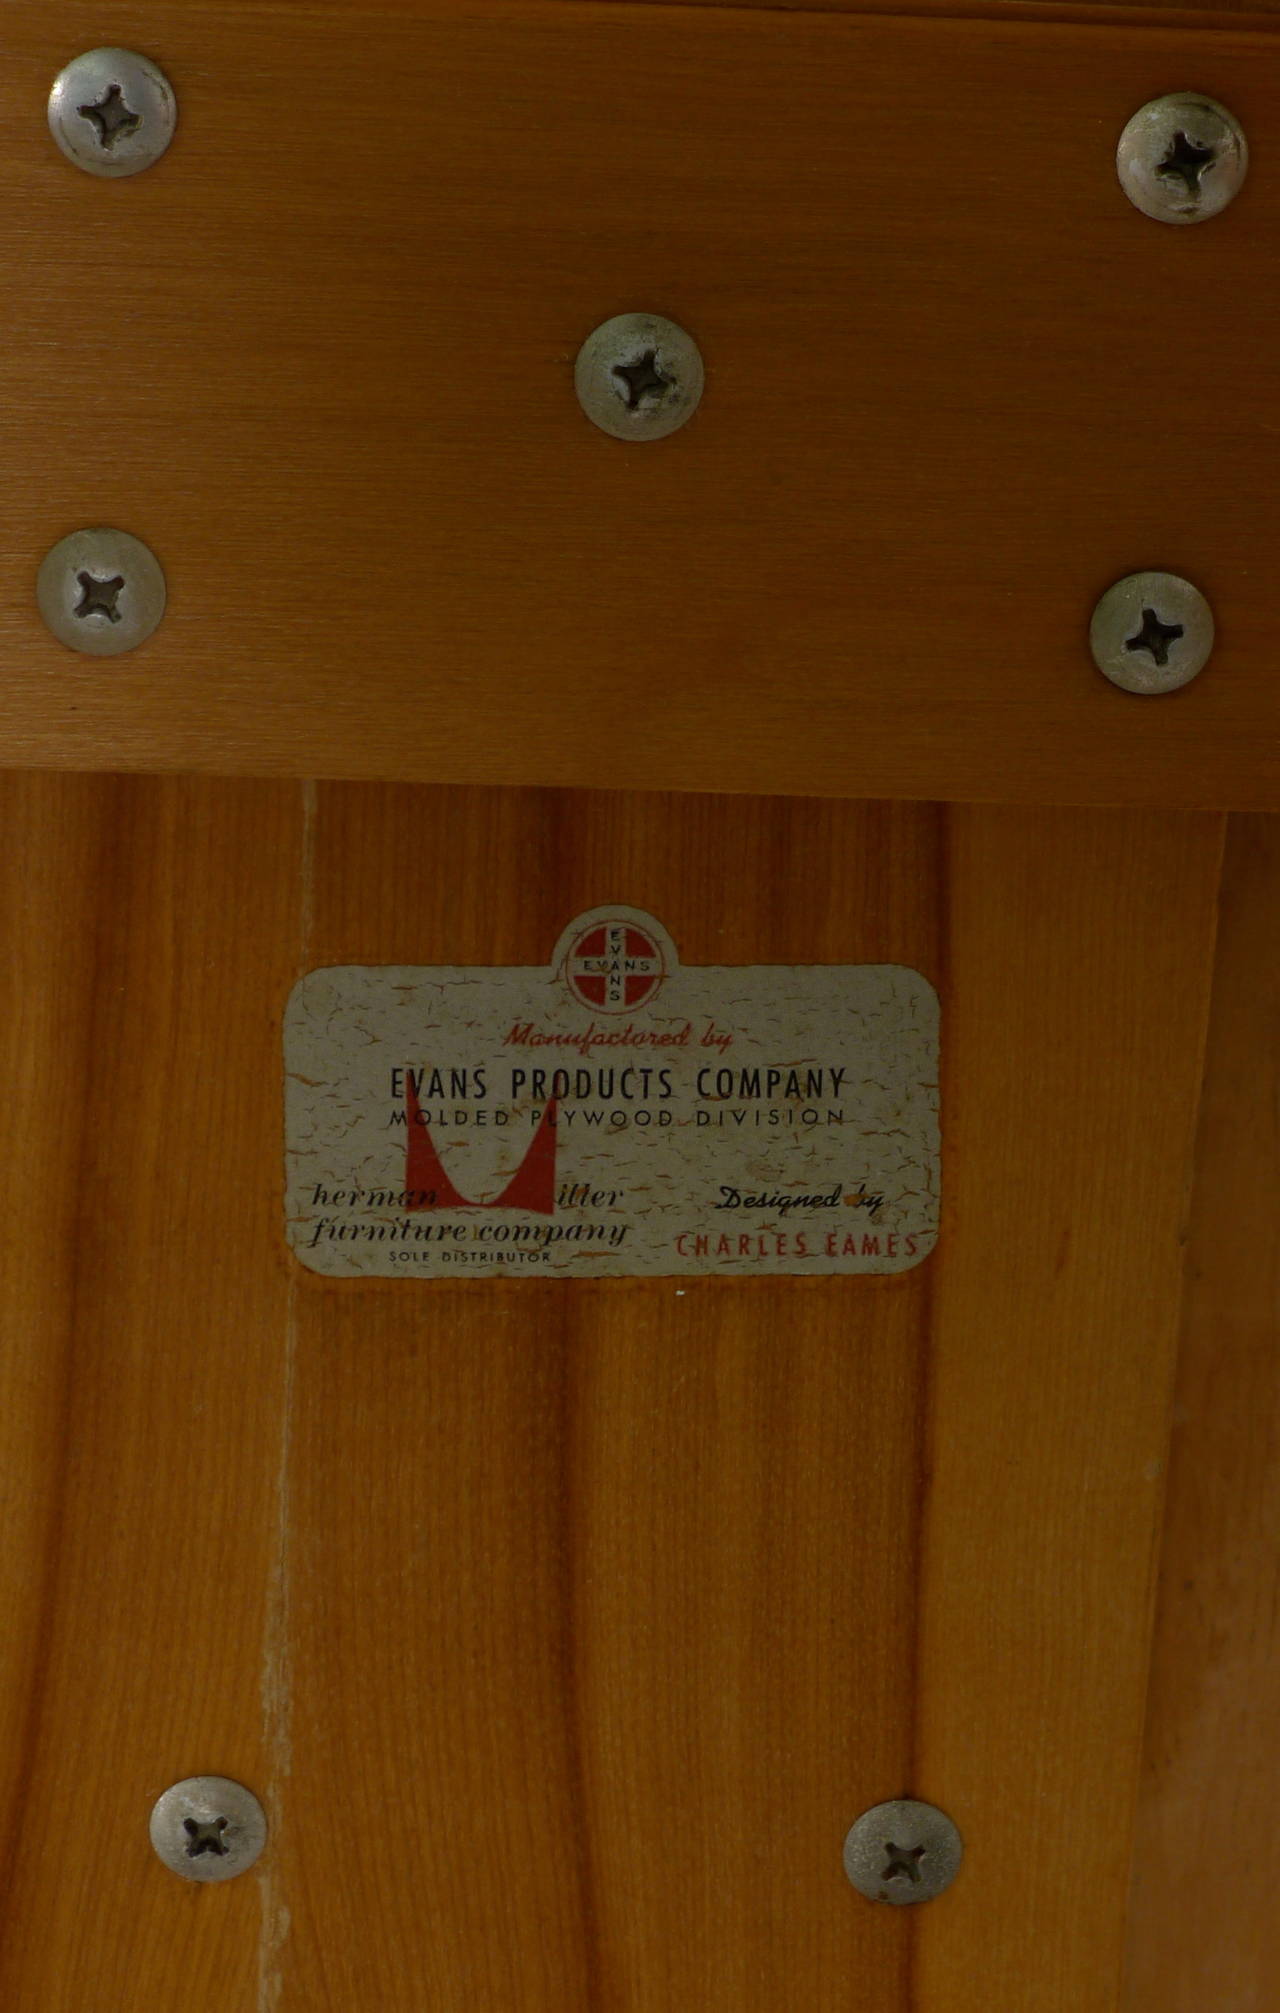 EVANS
EVANS
Manufactured by
EVANS PRODUCTS COMPANY
MOLDED PLYWOOD DIVISION
herman miller
furniture company
SOLE DISTRIBUTOR
Designed by
CHARLES EAMES